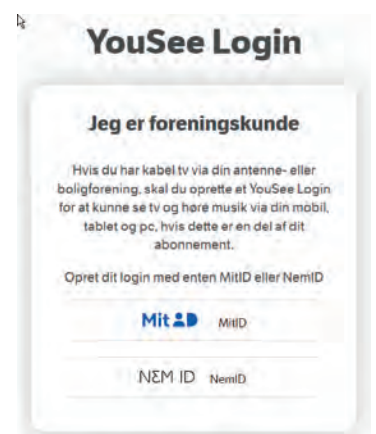 YouSee Login
Jeg er foreningskunde
Hvis du har kabel tv via din antenne- eller
boligforening, skal du oprette et YouSee Login
for at kunne se tv og høre musik via din mobil,
tablet og pc, hvis dette er en del af dit
abonnement.
Opret dit login med enten MitID eller NemID
Mit ID MitID
NEM ID NemID